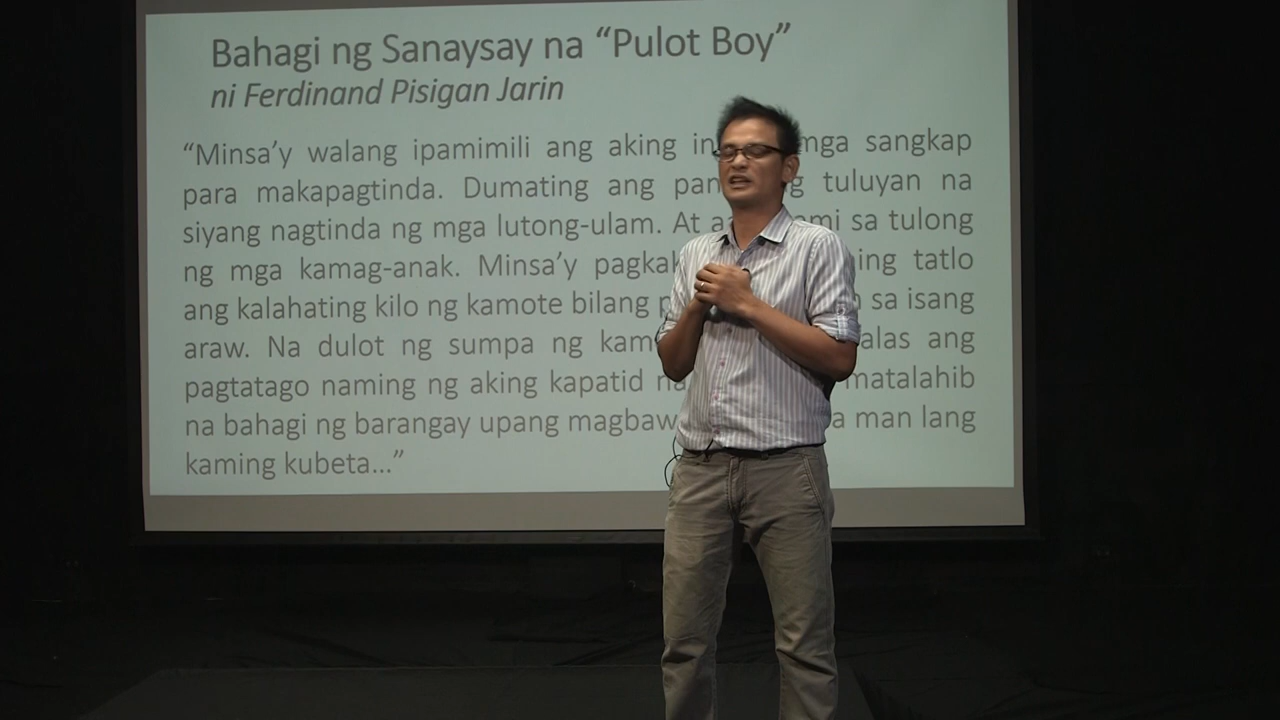 Bahagi ng Sanaysay na “Pulot Boy”
ni Ferdinand Pisigan Jarin
“Minsa’y walang ipamimili ang aking mga sangkap
para makapagtinda. Dumating ang tuluyan na
siyang nagtinda ng mga lutong-ulam. At sa tulong
ng mga kamag-anak. Minsa’y tatlo
ang kalahating kilo ng kamote bilang sa isang
araw. Na dulot ng sumpa ng ang
pagtatago naming ng aking kapatid matalahib
na bahagi ng barangay upang man lang
kaming kubeta...”